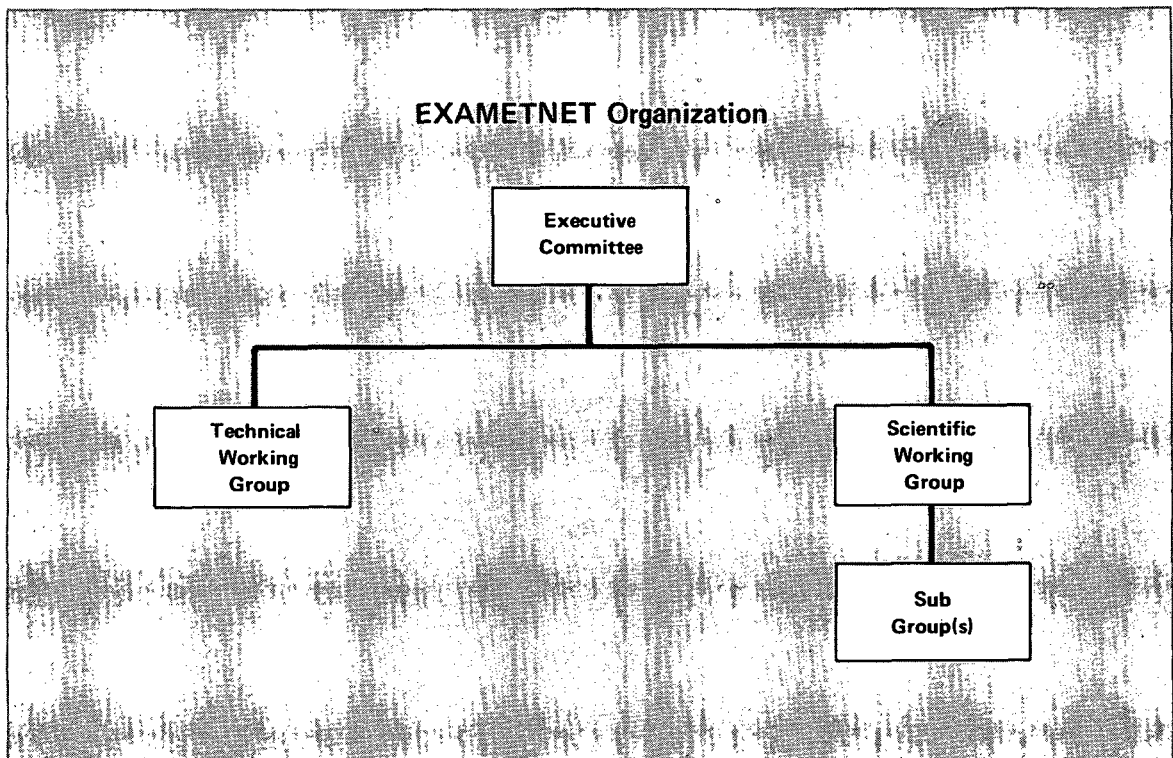 EXAMETNET Organization
Executive
Committee
Technical
Working
Group
Scientific
Working
Group
Sub
Group(s)